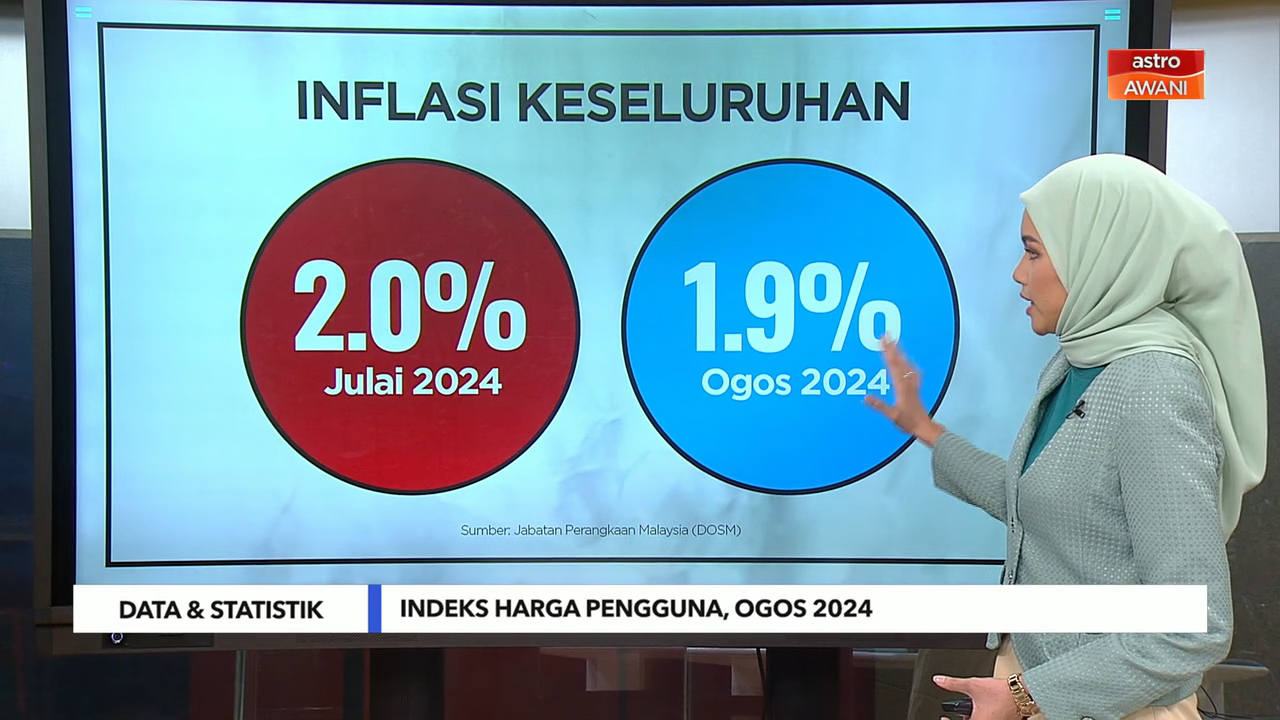 astro
AWANI
INFLASI KESELURUHAN
2.0%
Julai 2024
1.9%
Ogos 2024
Sumber: Jabatan Perangkaan Malaysia (DOSM)
DATA & STATISTIK
INDEKS HARGA PENGGUNA, OGOS 2024